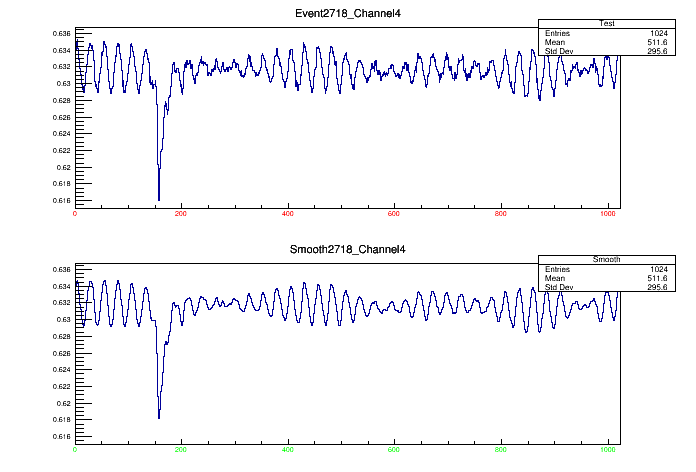 Event2718_Channel4
Test
Entries 1024
Mean 511.6
Std Dev 295.6
0.636
0.634
0.632
0.63
0.628
0.626
0.624
0.622
0.62
0.618
0.616
0 200 400 600 800 1000
Smooth2718_Channel4
Smooth
Entries 1024
Mean 511.6
Std Dev 295.6
0.636
0.634
0.632
0.63
0.628
0.626
0.624
0.622
0.62
0.618
0.616
0 200 400 600 800 1000